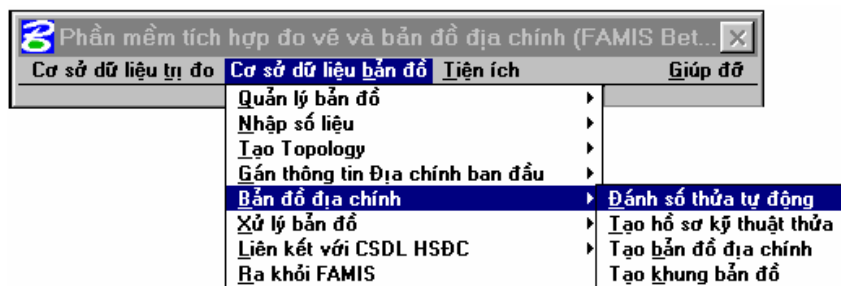 Phần mềm tích hợp đo vẽ và bản đồ địa chính (FAMIS Bet...
Cơ sở dữ liệu trị đo Cơ sở dữ liệu bản đồ Tiện ích Giúp đỡ
Quản lý bản đồ
Nhập số liệu
Tạo Topology
Gán thông tin Địa chính ban đầu
Bản đồ địa chính Đánh số thửa tự động
Xử lý bản đồ Tạo hồ sơ kỹ thuật thửa
Liên kết với CSDL HSĐC Tạo bản đồ địa chính
Ra khỏi FAMIS Tạo khung bản đồ